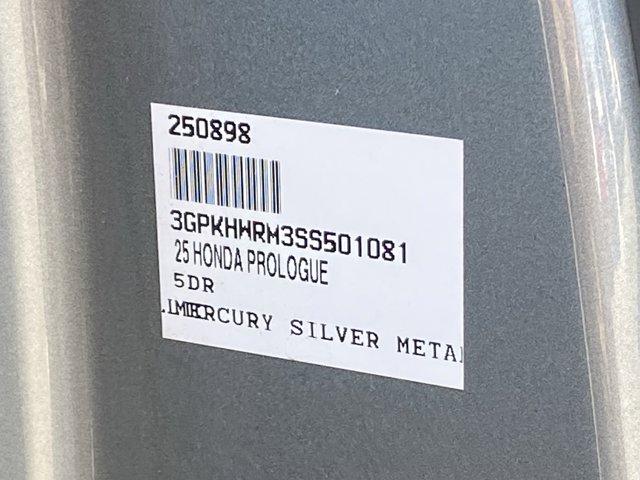 250898
3GPKHWRM3SS501081
25 HONDA PROLOGUE
5DR
MERCURY SILVER META